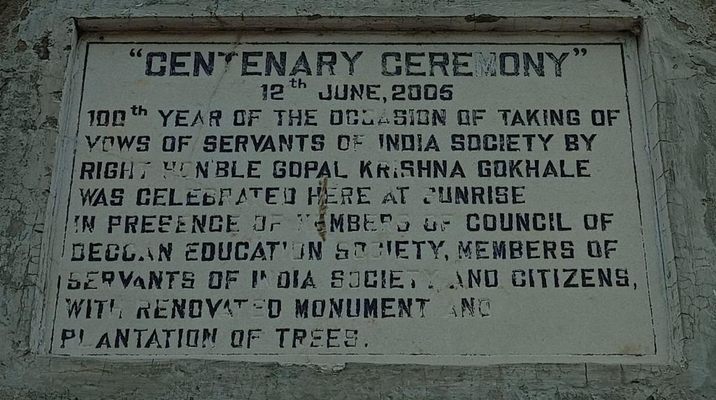 "CENTENARY CEREMONY"
12th JUNE, 2005
100th YEAR OF THE OCCASION OF TAKING OF
VOWS OF SERVANTS OF INDIA SOCIETY BY
RIGHT HON'BLE GOPAL KRISHNA GOKHALE
WAS CELEBRATED HERE AT SUNRISE
IN PRESENCE OF MEMBERS OF COUNCIL OF
DECCAN EDUCATION SOCIETY, MEMBERS OF
SERVANTS OF INDIA SOCIETY AND CITIZENS,
WITH RENOVATED MONUMENT AND
PLANTATION OF TREES.